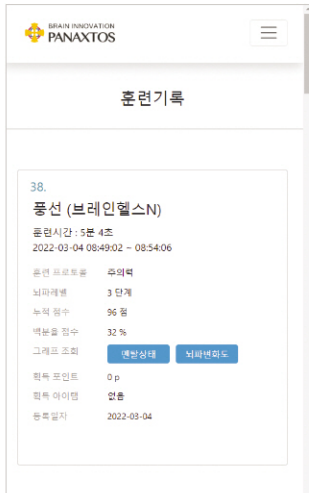 BRAIN INNOVATION
PANAXTOS
훈련기록
38.
풍선 (브레인헬스N)
훈련시간 : 5분 4초
2022-03-04 08:49:02 ~ 08:54:06
훈련 프로토콜 주의력
뇌파레벨 3 단계
누적 점수 96 점
백분율 점수 32 %
그래프 조회 멘탈상태 뇌파변화도
획득 포인트 0 p
획득 아이템 없음
등록일자 2022-03-04